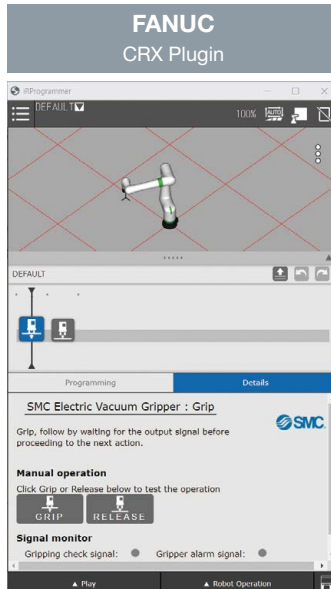 FANUC
CRX Plugin
iRProgrammer
DEFAULT
100%
AUTO
DEFAULT
Programming
Details
SMC Electric Vacuum Gripper : Grip
SMC.
Grip, follow by waiting for the output signal before
proceeding to the next action.
Manual operation
Click Grip or Release below to test the operation
GRIP
RELEASE
Signal monitor
Gripping check signal:
Gripper alarm signal:
▲ Play
▲ Robot Operation